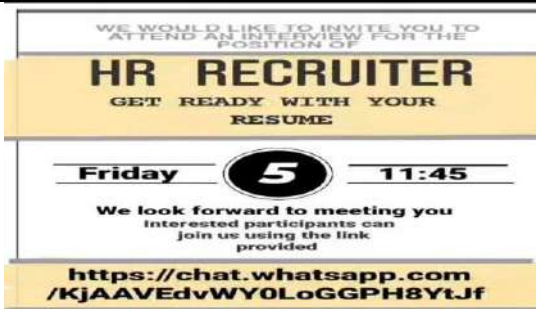 WE WOULD LIKE TO INVITE YOU TO
ATTEND AN INTERVIEW FOR THE
POSITION OF
HR RECRUITER
GET READY WITH YOUR
RESUME
Friday 5 11:45
We look forward to meeting you
Interested participants can
join us using the link
provided
https://chat.whatsapp.com
/KjAAVEdvWY0LoGGPH8YtJf